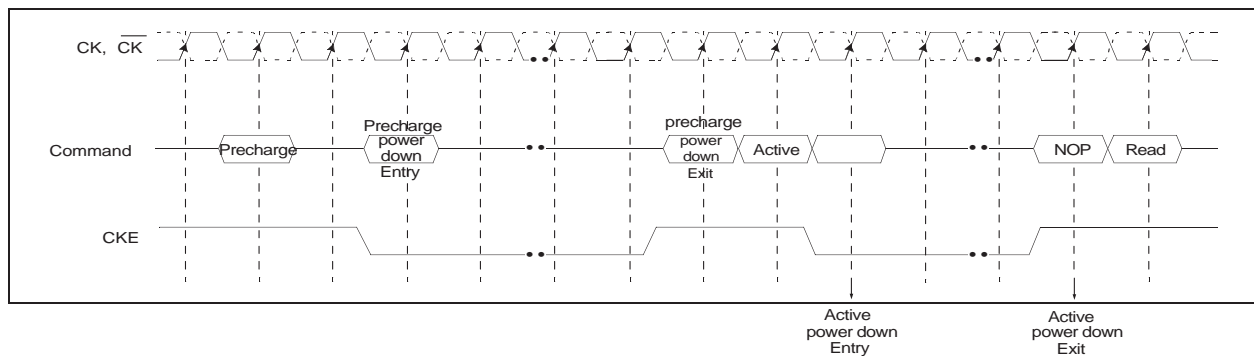 CK, CK
Command
Precharge
Precharge
power
down
Entry
precharge
power
down
Exit
Active
NOP
Read
CKE
Active
power down
Entry
Active
power down
Exit